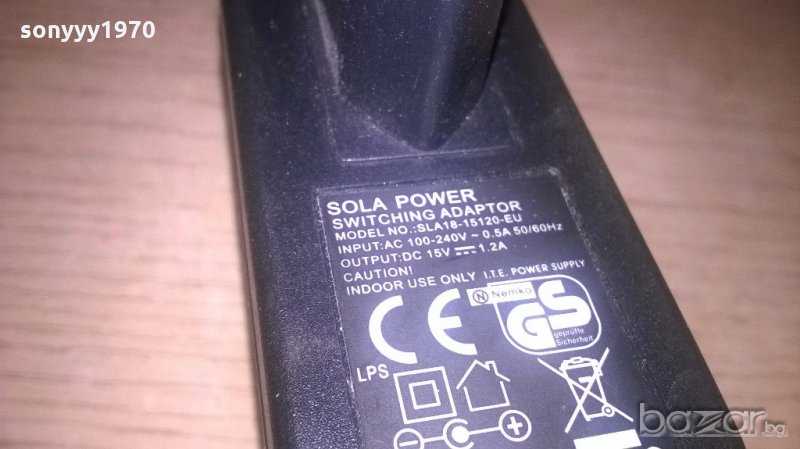 sonyyy1970
SOLA POWER
SWITCHING ADAPTOR
MODEL NO.:SLA18-15120-EU
INPUT:AC 100-240V ~ 0.5A 50/60Hz
OUTPUT:DC 15V ⎓ 1.2A
CAUTION!
INDOOR USE ONLY I.T.E. POWER SUPPLY
N Nemko
CE GS
geprüfte
Sicherheit
LPS
bazar.bg